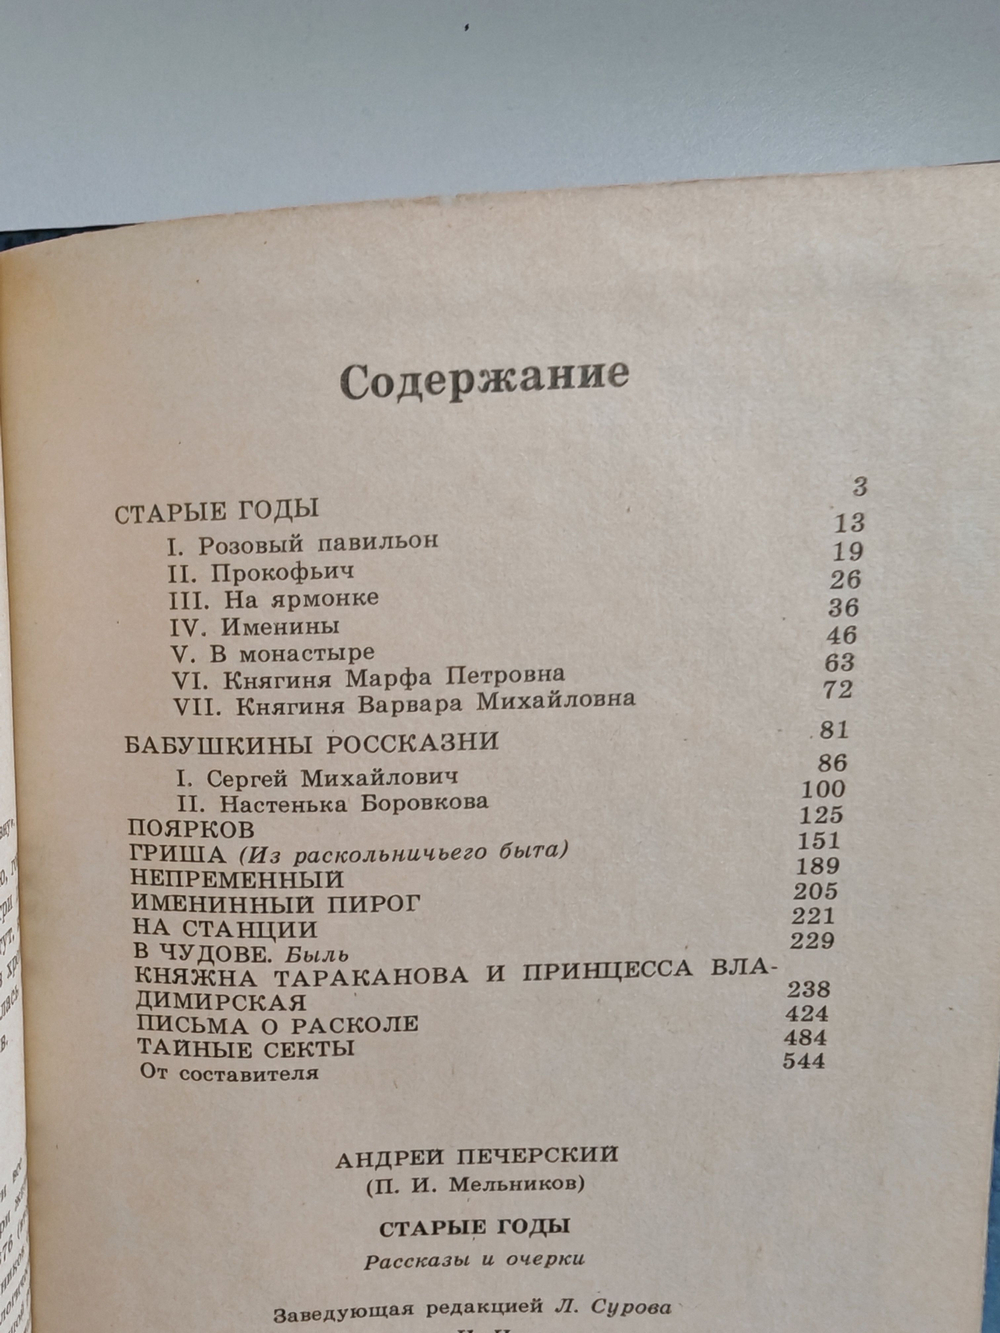 Содержание
СТАРЫЕ ГОДЫ 3
I. Розовый павильон 13
II. Прокофьич 19
III. На ярмонке 26
IV. Именины 36
V. В монастыре 46
VI. Княгиня Марфа Петровна 63
VII. Княгиня Варвара Михайловна 72
БАБУШКИНЫ РОССКАЗНИ 81
I. Сергей Михайлович 86
II. Настенька Боровкова 100
ПОЯРКОВ 125
ГРИША (Из раскольничьего быта) 151
НЕПРЕМЕННЫЙ 189
ИМЕНИННЫЙ ПИРОГ 205
НА СТАНЦИИ 221
В ЧУДОВЕ. Быль 229
КНЯЖНА ТАРАКАНОВА И ПРИНЦЕССА ВЛА-
ДИМИРСКАЯ 238
ПИСЬМА О РАСКОЛЕ 424
ТАЙНЫЕ СЕКТЫ 484
От составителя 544
АНДРЕЙ ПЕЧЕРСКИЙ
(П. И. Мельников)
СТАРЫЕ ГОДЫ
Рассказы и очерки
Заведующая редакцией Л. Сурова